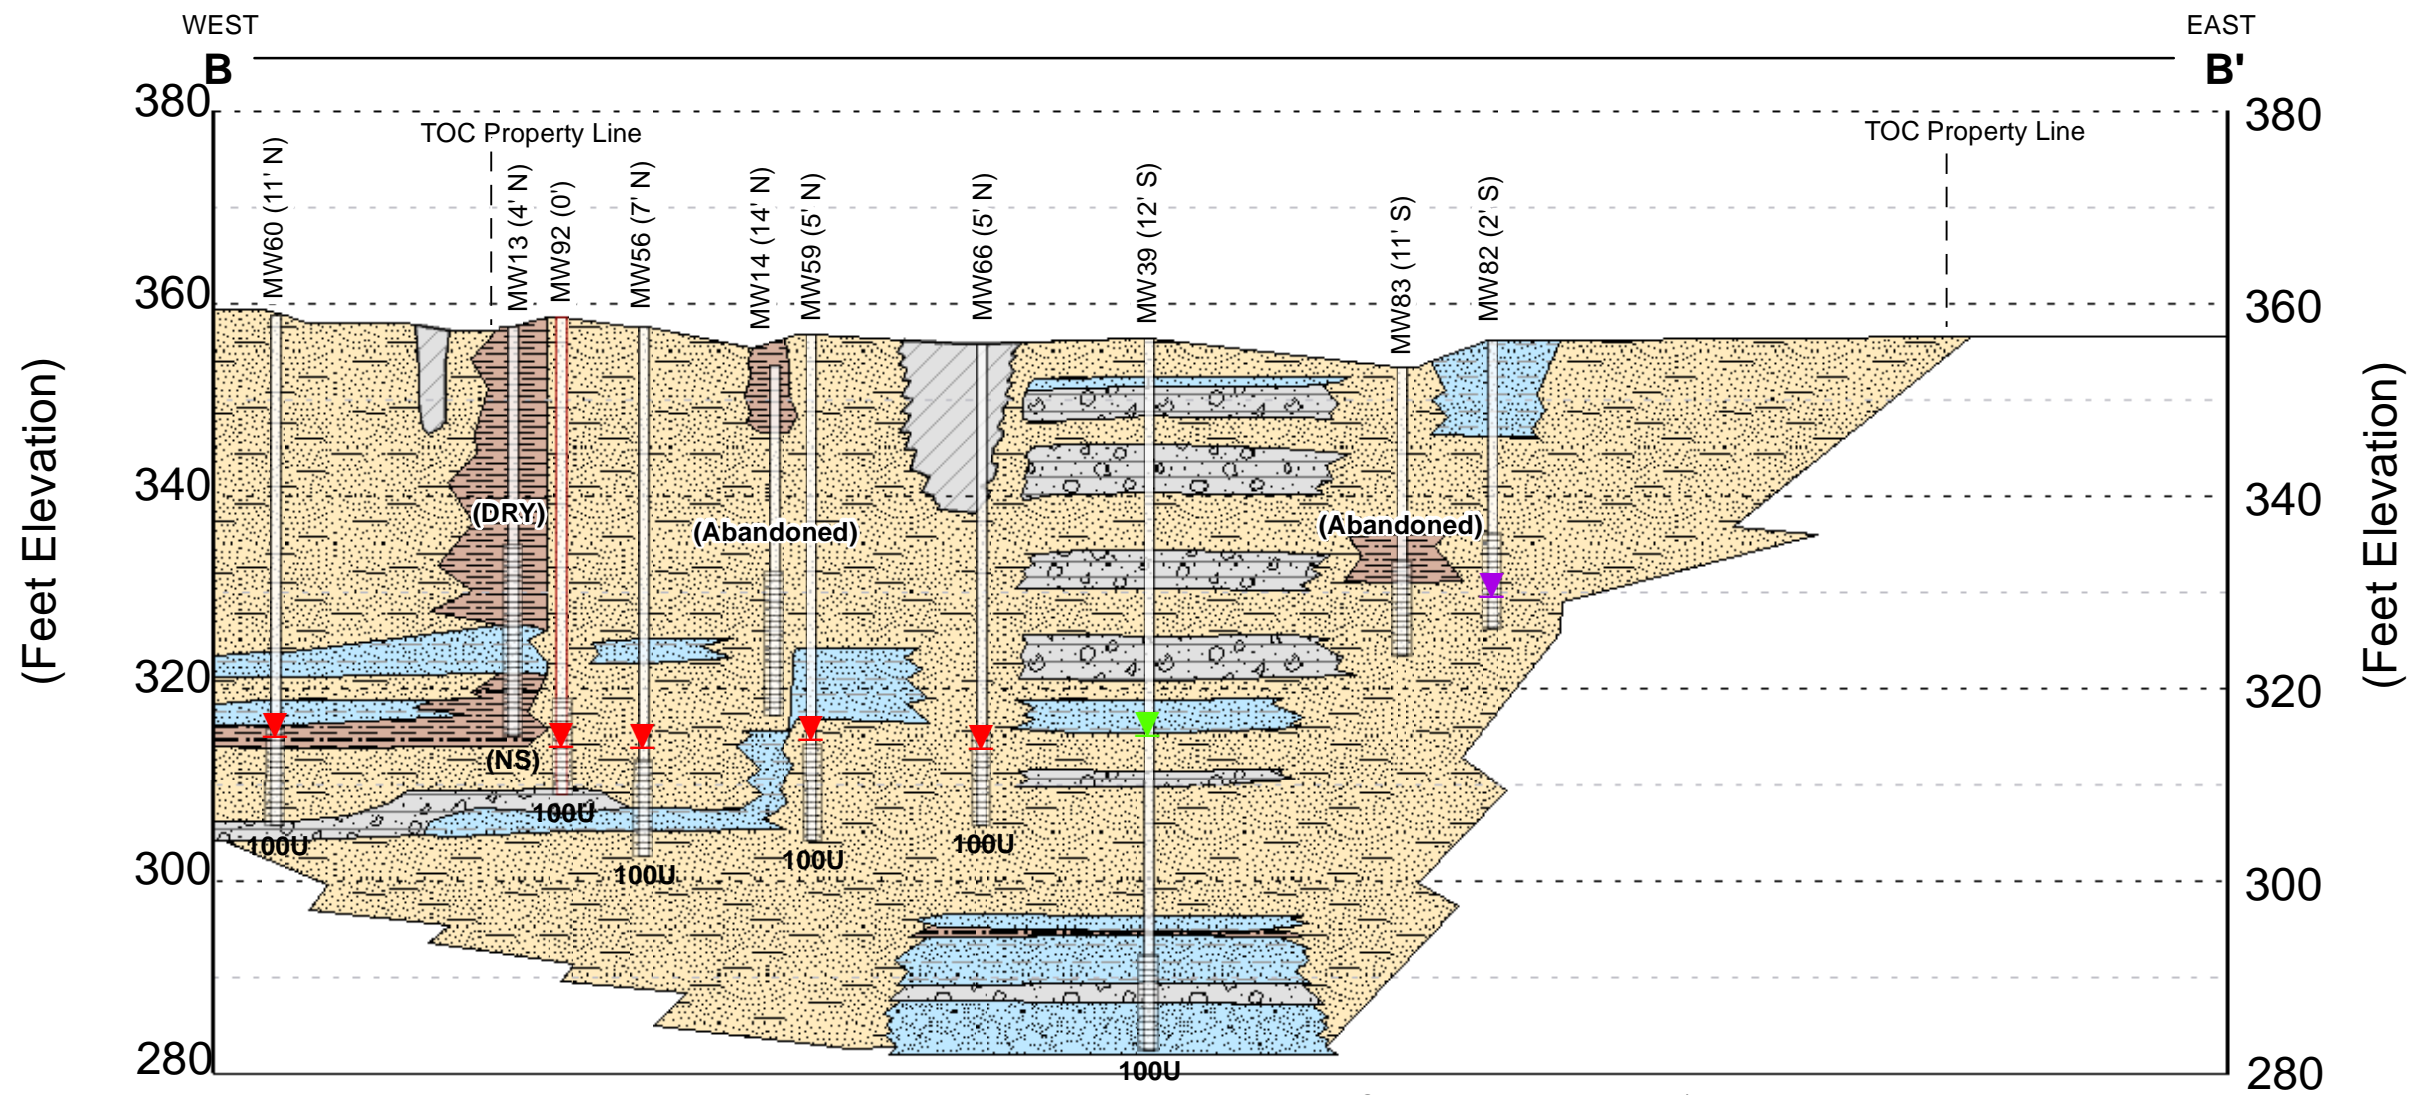 WEST
EAST
B
B'
380
380
TOC Property Line
TOC Property Line
MW60 (11' N)
MW13 (4' N)
MW92 (0')
MW56 (7' N)
MW14 (14' N)
MW59 (5' N)
MW66 (5' N)
MW39 (12' S)
MW83 (11' S)
MW82 (2' S)
360
360
(Feet Elevation)
(Feet Elevation)
340
340
(DRY)
(Abandoned)
(Abandoned)
320
320
(NS)
100U
100U
100U
100U
100U
300
300
280
280
100U